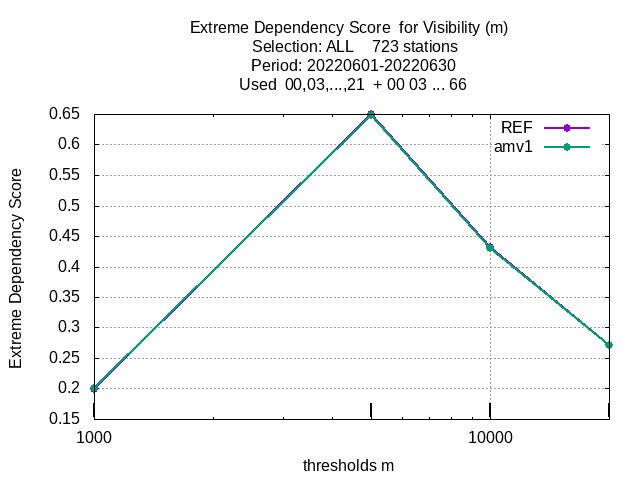 Extreme Dependency Score  for Visibility (m)
Selection: ALL    723 stations
Period: 20220601-20220630
Used  00,03,...,21  + 00 03 ... 66
Extreme Dependency Score
0.65
0.6
0.55
0.5
0.45
0.4
0.35
0.3
0.25
0.2
0.15
REF
amv1
1000
10000
thresholds m